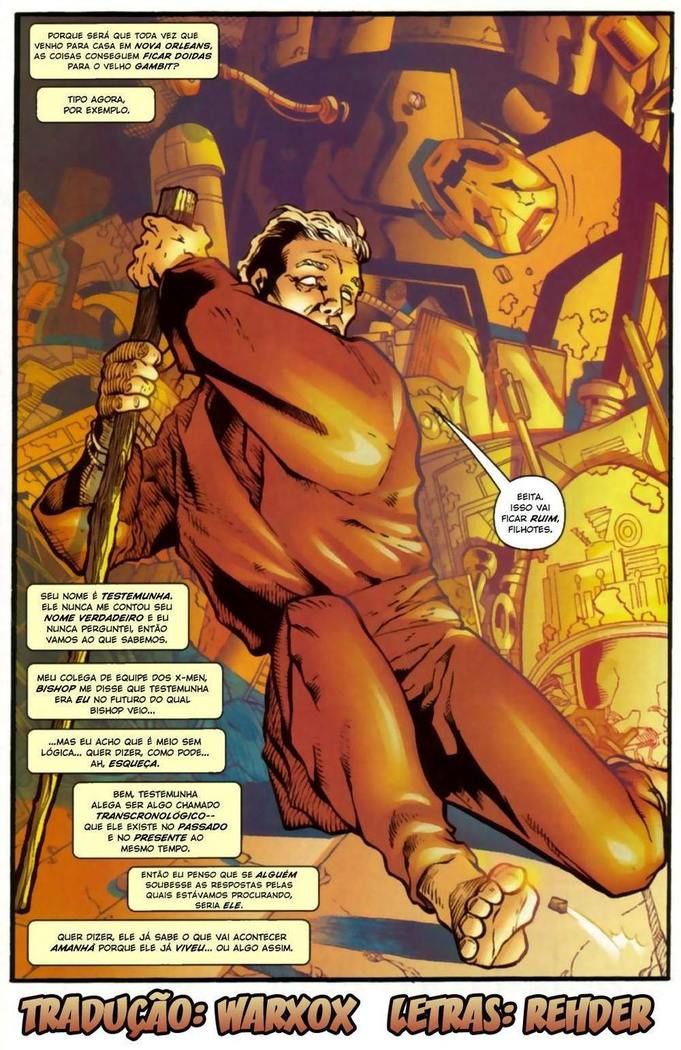 PORQUE SERÁ QUE TODA VEZ QUE
VENHO PARA CASA EM NOVA ORLEANS,
AS COISAS CONSEGUEM FICAR DOIDAS
PARA O VELHO GAMBIT?
TIPO AGORA,
POR EXEMPLO.
EEITA.
ISSO VAI
FICAR RUIM,
FILHOTES.
SEU NOME É TESTEMUNHA.
ELE NUNCA ME CONTOU SEU
NOME VERDADEIRO E EU
NUNCA PERGUNTEI, ENTÃO
VAMOS AO QUE SABEMOS.
MEU COLEGA DE EQUIPE DOS X-MEN,
BISHOP ME DISSE QUE TESTEMUNHA
ERA EU NO FUTURO DO QUAL
BISHOP VEIO...
...MAS EU ACHO QUE É MEIO SEM
LÓGICA... QUER DIZER, COMO PODE...
AH, ESQUEÇA.
BEM, TESTEMUNHA
ALEGA SER ALGO CHAMADO
TRANSCRONOLÓGICO--
QUE ELE EXISTE NO PASSADO
E NO PRESENTE AO
MESMO TEMPO.
ENTÃO EU PENSO QUE SE ALGUÉM
SOUBESSE AS RESPOSTAS PELAS
QUAIS ESTÁVAMOS PROCURANDO,
SERIA ELE.
QUER DIZER, ELE JÁ SABE O QUE VAI ACONTECER
AMANHÃ PORQUE ELE JÁ VIVEU... OU ALGO ASSIM.
TRADUÇÃO: WARXOX LETRAS: REHDER